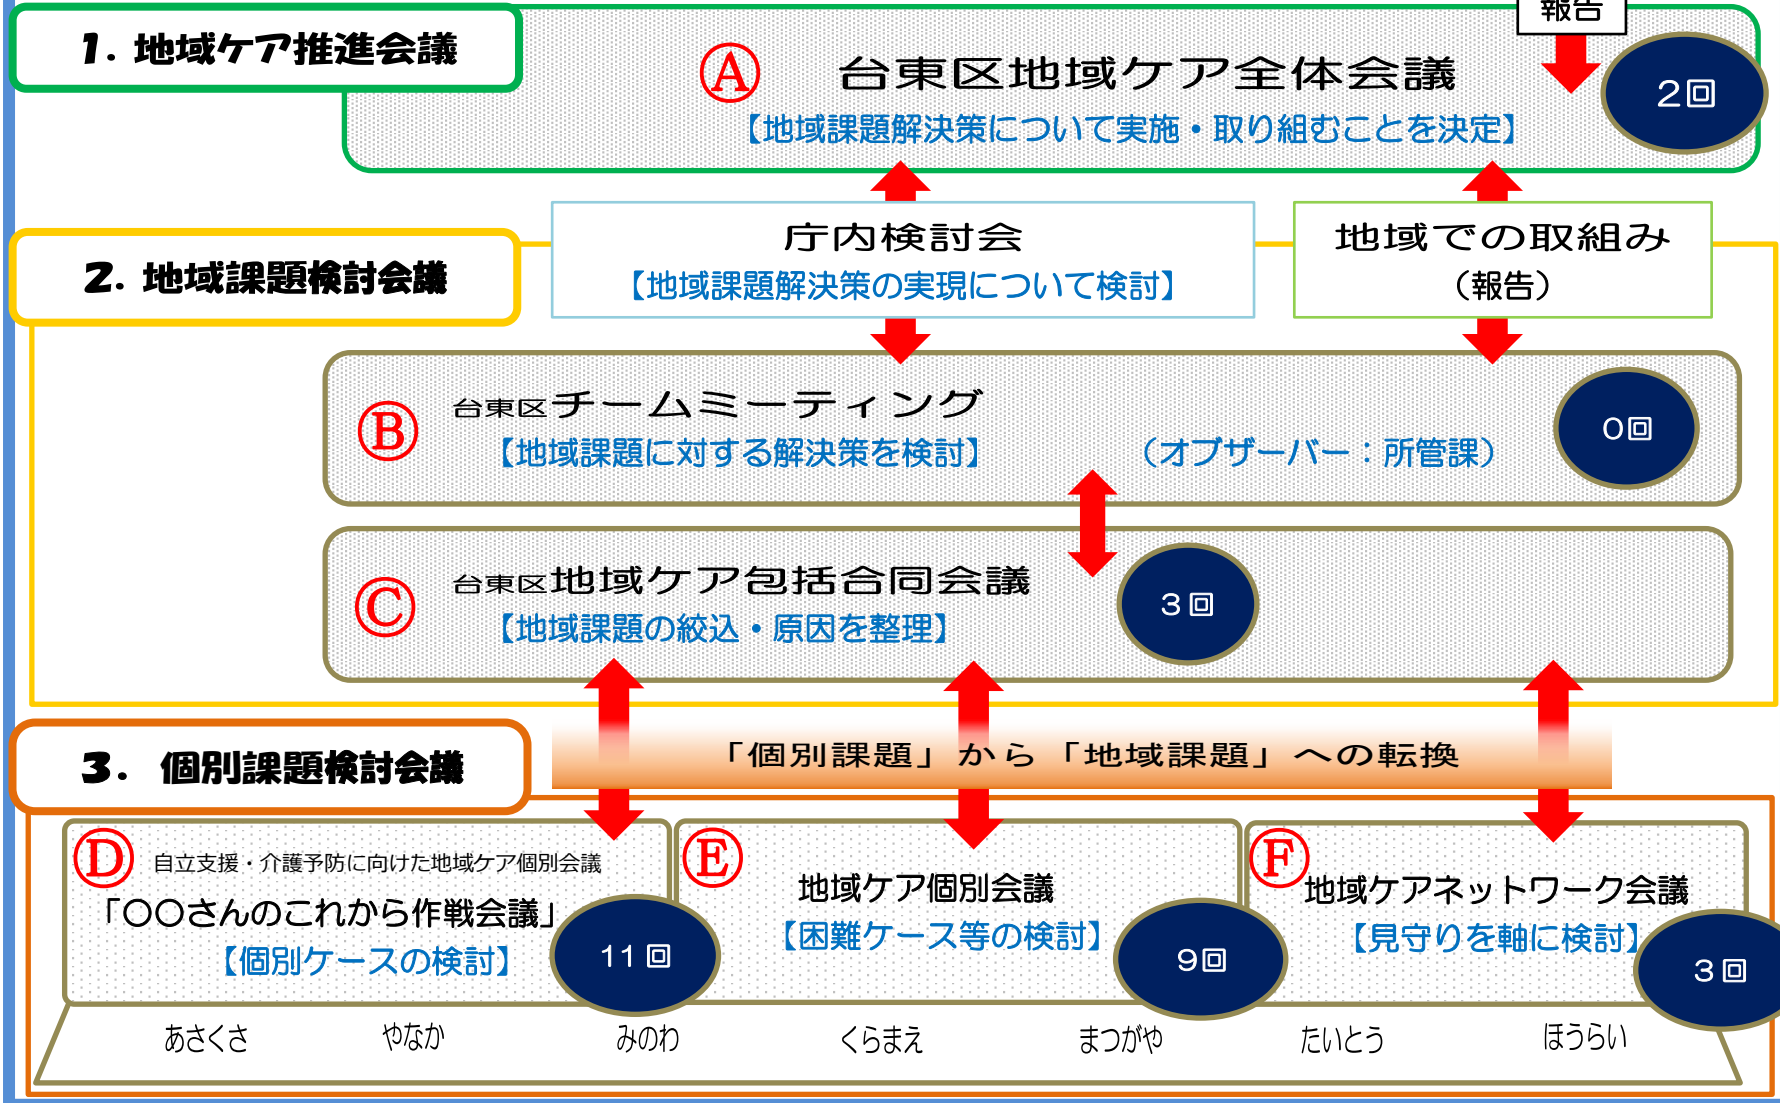 報告
1. 地域ケア推進会議
Ⓐ 台東区地域ケア全体会議
2回
【地域課題解決策について実施・取り組むことを決定】
庁内検討会
【地域課題解決策の実現について検討】
地域での取組み
（報告）
2. 地域課題検討会議
Ⓑ 台東区チームミーティング
【地域課題に対する解決策を検討】 （オブザーバー：所管課）
0回
Ⓒ 台東区地域ケア包括合同会議
【地域課題の絞込・原因を整理】
3回
3. 個別課題検討会議
「個別課題」から「地域課題」への転換
Ⓓ 自立支援・介護予防に向けた地域ケア個別会議
「〇〇さんのこれから作戦会議」
【個別ケースの検討】
11回
Ⓔ
地域ケア個別会議
【困難ケース等の検討】
9回
Ⓕ
地域ケアネットワーク会議
【見守りを軸に検討】
3回
あさくさ やなか みのわ くらまえ まつがや たいとう ほうらい